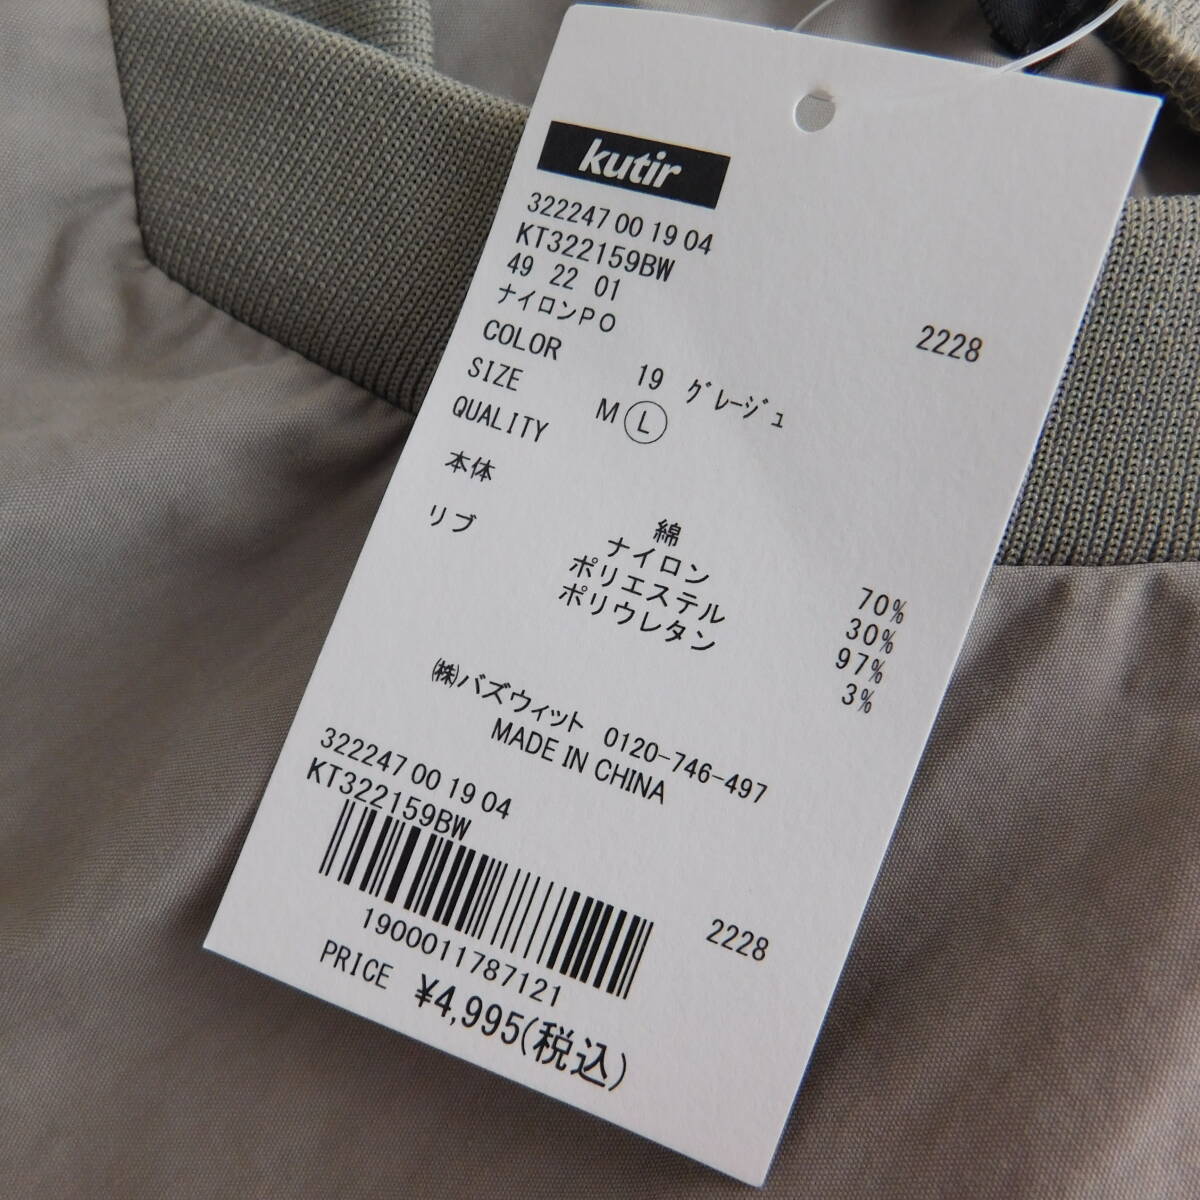 kutir
322247 00 19 04
KT322159BW
49 22 01
ナイロンPO 2228
COLOR 19 グレージュ
SIZE M L
QUALITY
本体 綿 70%
ナイロン 30%
リブ ポリエステル 97%
ポリウレタン 3%
㈱バズウィット 0120-746-497
MADE IN CHINA
322247 00 19 04
KT322159BW
2228
1900011787121
PRICE ¥4,995(税込)